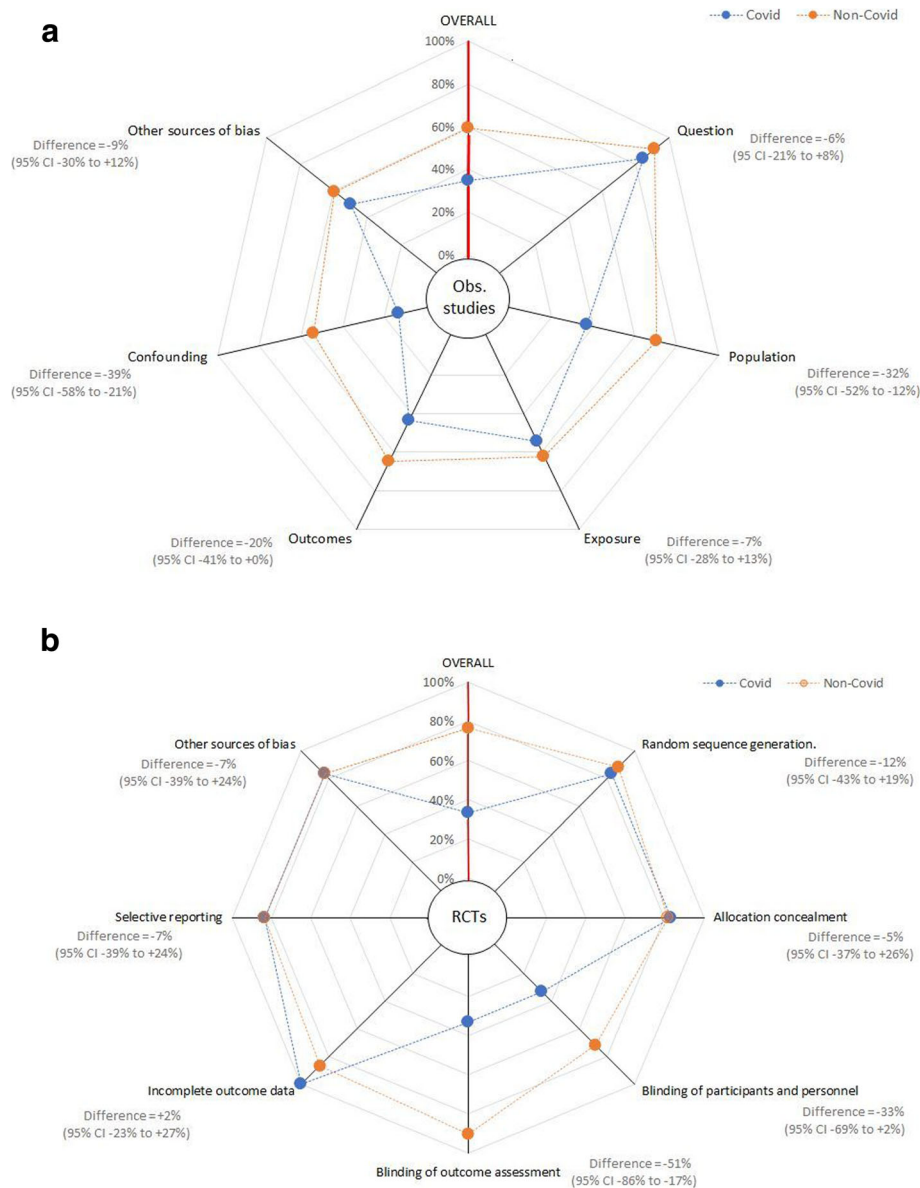 a
OVERALL
Covid Non-Covid
100%
80%
60%
40%
20%
0%
Other sources of bias
Difference = -9%
(95% CI -30% to +12%)
Question
Difference = -6%
(95 CI -21% to +8%)
Obs.
studies
Confounding
Difference = -39%
(95% CI -58% to -21%)
Population
Difference = -32%
(95% CI -52% to -12%)
Outcomes
Difference = -20%
(95% CI -41% to +0%)
Exposure
Difference = -7%
(95% CI -28% to +13%)
b
OVERALL
Covid Non-Covid
100%
80%
60%
40%
20%
0%
Other sources of bias
Difference = -7%
(95% CI -39% to +24%)
Random sequence generation.
Difference = -12%
(95% CI -43% to +19%)
RCTs
Selective reporting
Difference = -7%
(95% CI -39% to +24%)
Allocation concealment
Difference = -5%
(95% CI -37% to +26%)
Incomplete outcome data
Difference = +2%
(95% CI -23% to +27%)
Blinding of participants and personnel
Difference = -33%
(95% CI -69% to +2%)
Blinding of outcome assessment
Difference = -51%
(95% CI -86% to -17%)